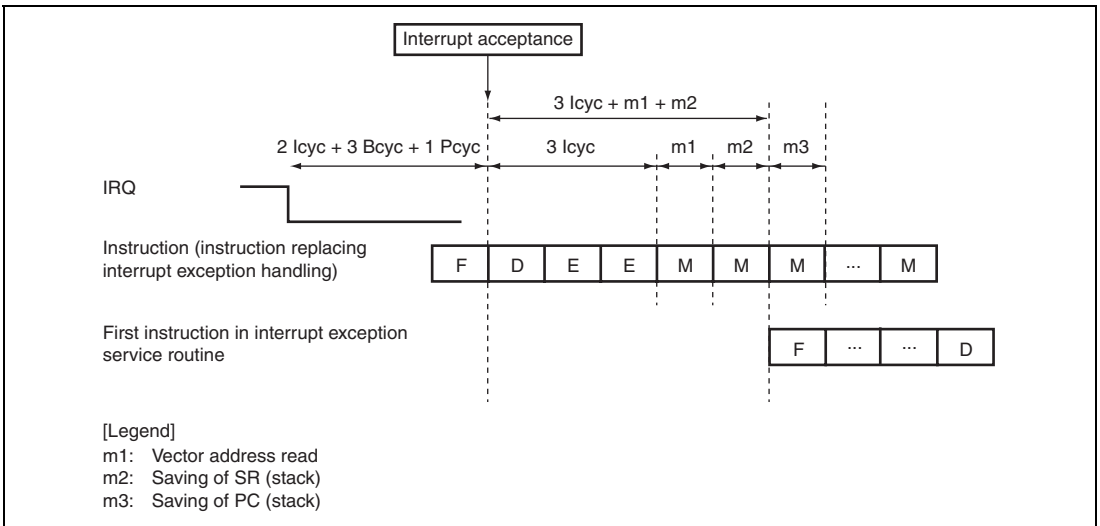 Interrupt acceptance
3 Icyc + m1 + m2
2 Icyc + 3 Bcyc + 1 Pcyc
3 Icyc
m1
m2
m3
IRQ
Instruction (instruction replacing
interrupt exception handling)
F D E E M M M ... M
First instruction in interrupt exception
service routine
F ... ... D
[Legend]
m1: Vector address read
m2: Saving of SR (stack)
m3: Saving of PC (stack)